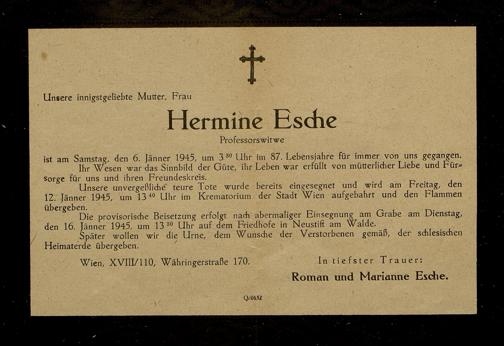 Unsere innigstgeliebte Mutter, Frau
Hermine Esche
Professorswitwe
ist am Samstag, den 6. Jänner 1945, um 3³⁰ Uhr im 87. Lebensjahre für immer von uns gegangen.
Ihr Wesen war das Sinnbild der Güte, ihr Leben war erfüllt von mütterlicher Liebe und Für-
sorge für uns und ihren Freundeskreis.
Unsere unvergeßliche teure Tote wurde bereits eingesegnet und wird am Freitag, den
12. Jänner 1945, um 13⁴⁰ Uhr im Krematorium der Stadt Wien aufgebahrt und den Flammen
übergeben.
Die provisorische Beisetzung erfolgt nach abermaliger Einsegnung am Grabe am Dienstag,
den 16. Jänner 1945, um 13³⁰ Uhr auf dem Friedhofe in Neustift am Walde.
Später wollen wir die Urne, dem Wunsche der Verstorbenen gemäß, der schlesischen
Heimaterde übergeben.
Wien, XVIII/110, Währingerstraße 170.
In tiefster Trauer:
Roman und Marianne Esche.